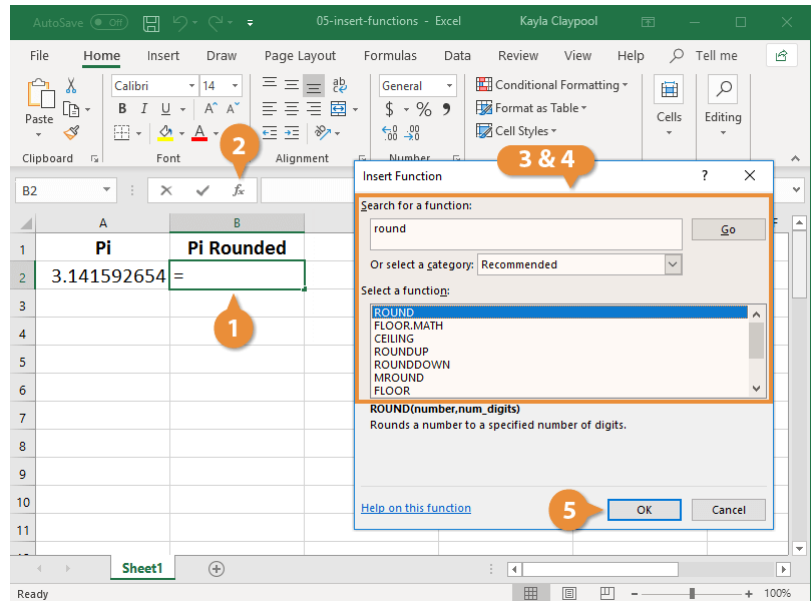 AutoSave Off 05-insert-functions - Excel Kayla Claypool
File Home Insert Draw Page Layout Formulas Data Review View Help Tell me
Calibri 14 ab General Conditional Formatting
Paste B I U A A $ % Format as Table Cells Editing
A Cell Styles
Clipboard Font Alignment Number
2
3 & 4
B2 fx
Insert Function ?
Search for a function:
round Go
Or select a category: Recommended
Select a function:
ROUND
FLOOR.MATH
CEILING
ROUNDUP
ROUNDDOWN
MROUND
FLOOR
ROUND(number,num_digits)
Rounds a number to a specified number of digits.
Help on this function 5 OK Cancel
A B F
1 Pi Pi Rounded
2 3.141592654 =
3
1
4
5
6
7
8
9
10
11
Sheet1
Ready 100%